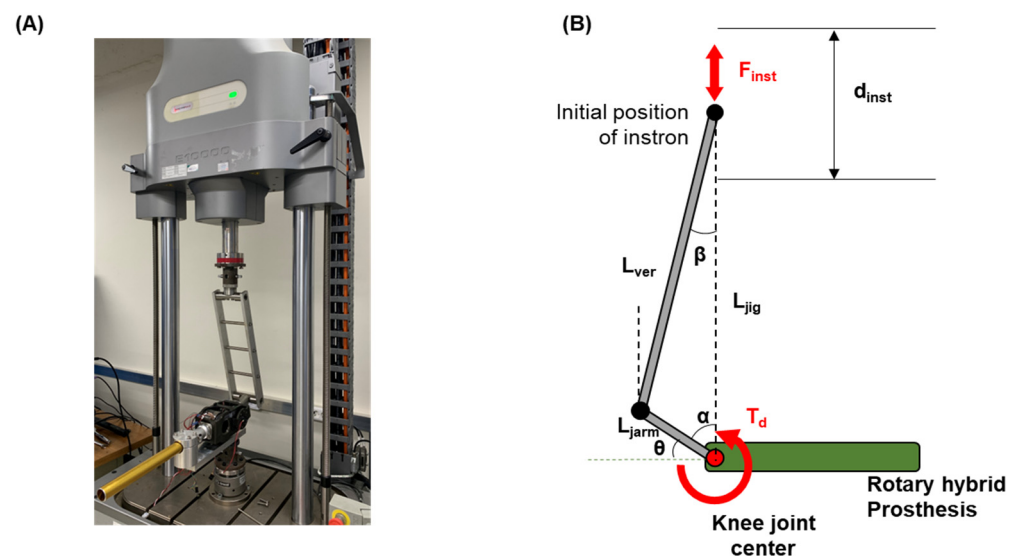 (A)
(B)
F_inst
d_inst
Initial position
of instron
β
L_ver
L_jig
α
T_d
L_jarm
θ
Rotary hybrid
Prosthesis
Knee joint
center